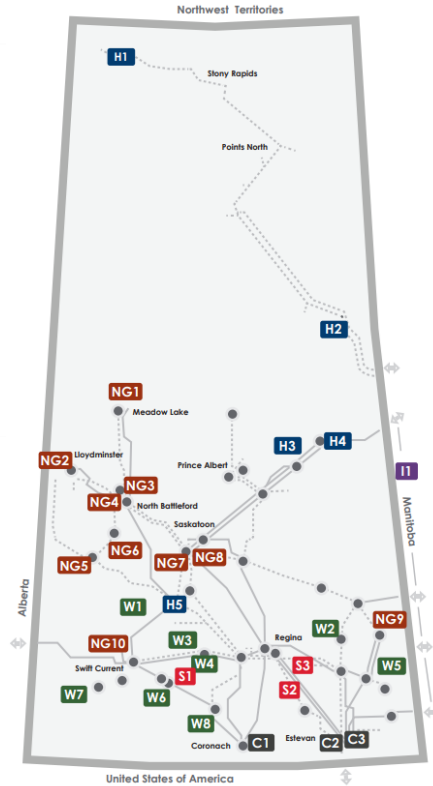 Northwest Territories
H1
Stony Rapids
Points North
H2
NG1
Meadow Lake
H3
H4
NG2
Lloydminster
Prince Albert
I1
NG3
NG4
North Battleford
Manitoba
Saskatoon
NG6
NG5
NG7
NG8
Alberta
W1
H5
W2
NG9
NG10
W3
Regina
W4
S3
W5
Swift Current
S1
W7
W6
S2
W8
Coronach
C1
Estevan
C2
C3
United States of America